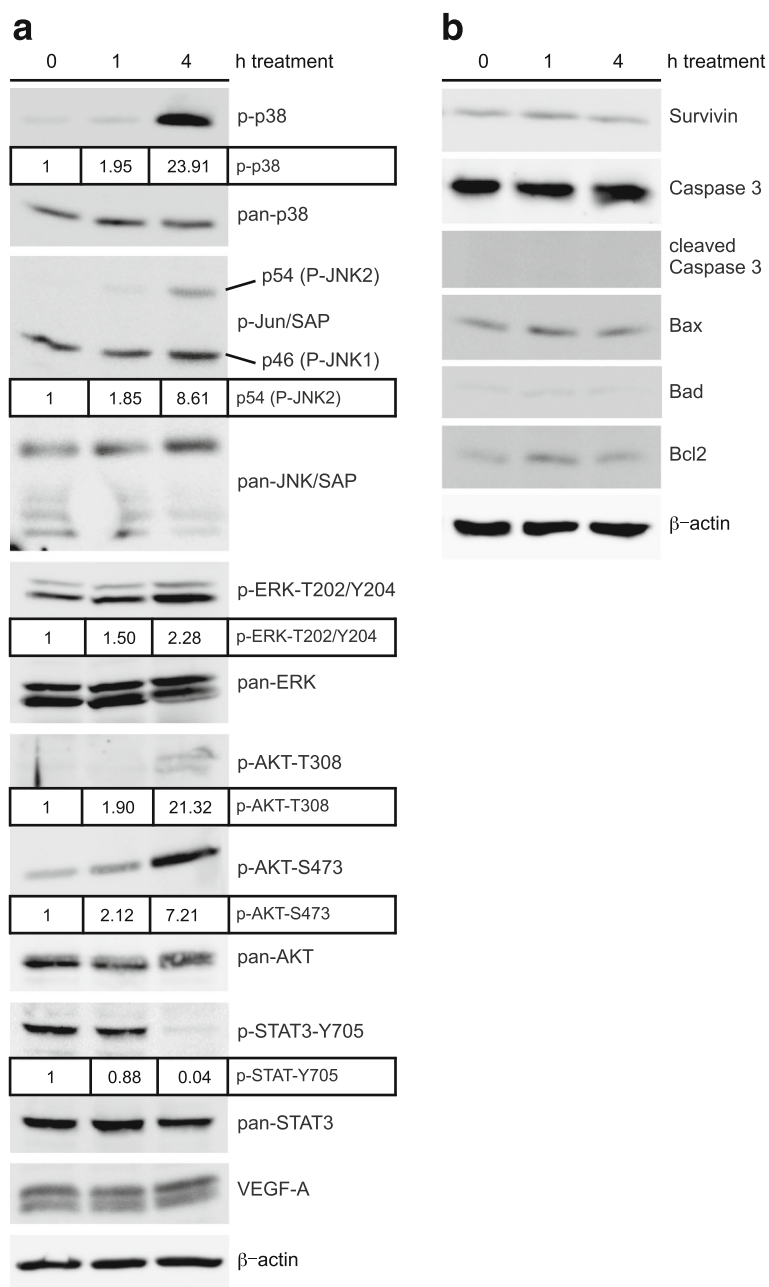 a
0 1 4 h treatment
p-p38
1 1.95 23.91 p-p38
pan-p38
p54 (P-JNK2)
p-Jun/SAP
p46 (P-JNK1)
1 1.85 8.61 p54 (P-JNK2)
pan-JNK/SAP
p-ERK-T202/Y204
1 1.50 2.28 p-ERK-T202/Y204
pan-ERK
p-AKT-T308
1 1.90 21.32 p-AKT-T308
p-AKT-S473
1 2.12 7.21 p-AKT-S473
pan-AKT
p-STAT3-Y705
1 0.88 0.04 p-STAT-Y705
pan-STAT3
VEGF-A
β–actin
b
0 1 4 h treatment
Survivin
Caspase 3
cleaved
Caspase 3
Bax
Bad
Bcl2
β–actin